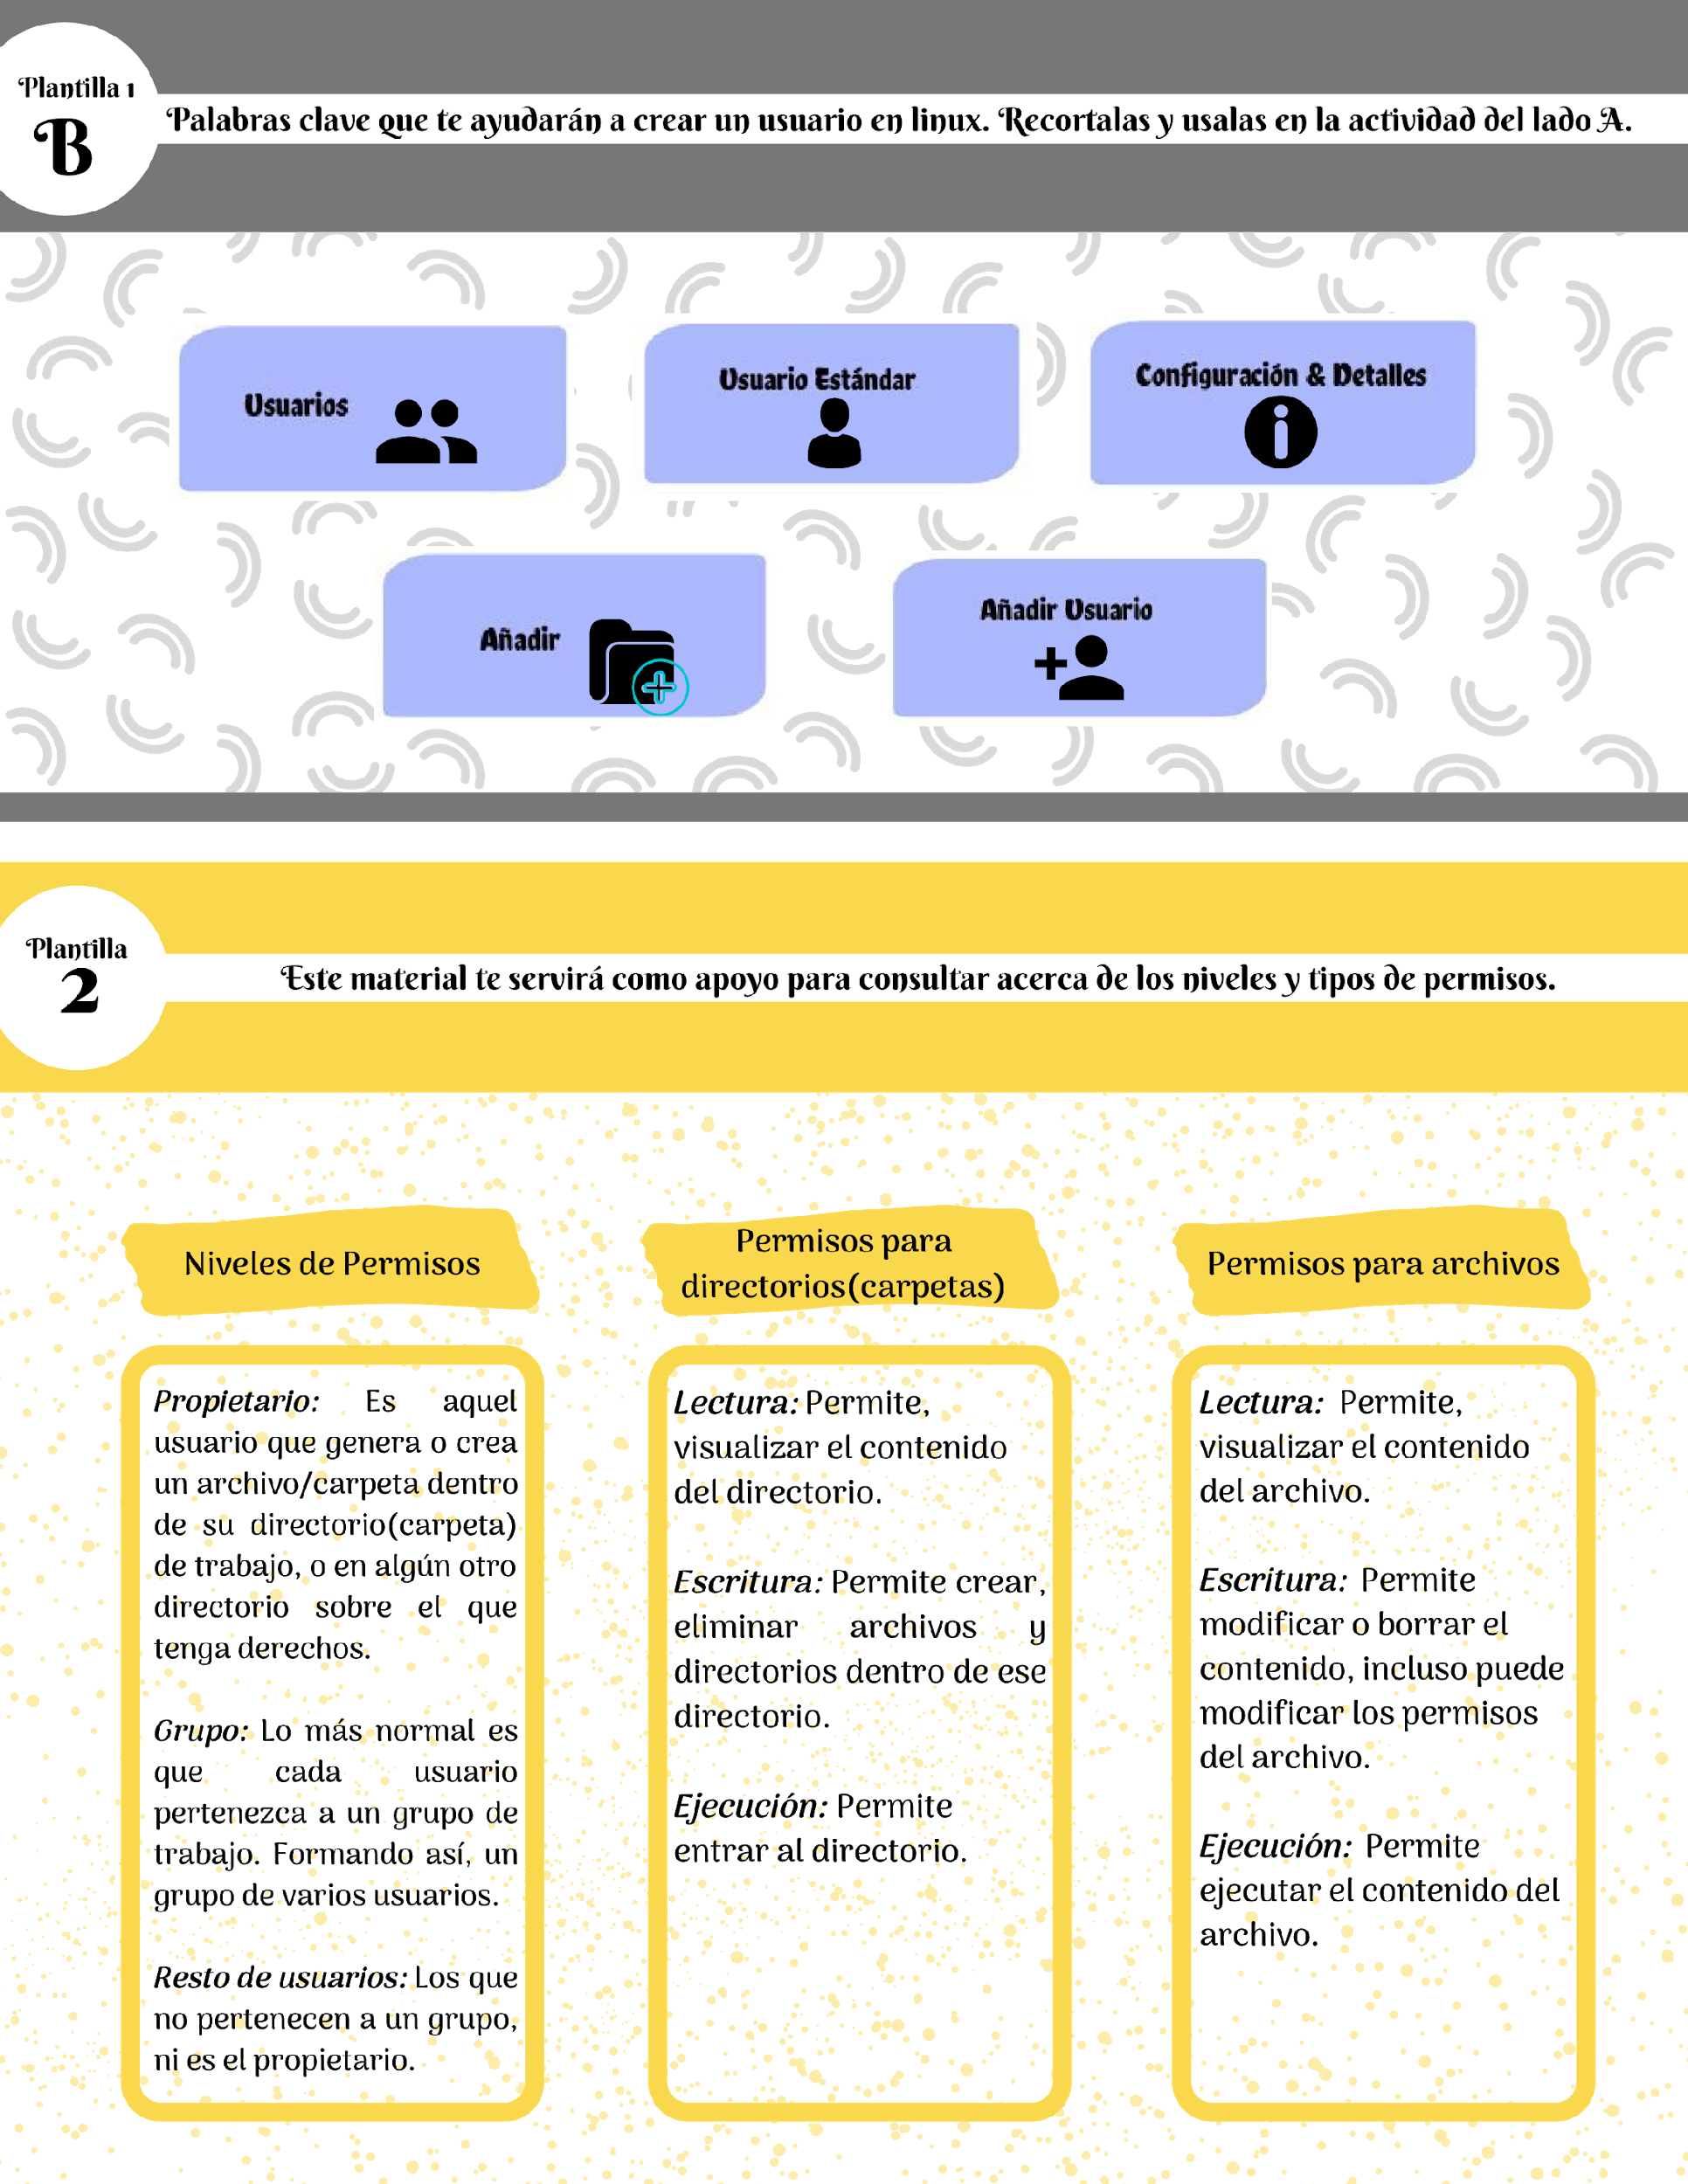 Plantilla 1
B
Palabras clave que te ayudarán a crear un usuario en linux. Recortalas y usalas en la actividad del lado A.
Usuarios
Usuario Estándar
Configuración & Detalles
Añadir
Añadir Usuario
Plantilla
2
Este material te servirá como apoyo para consultar acerca de los niveles y tipos de permisos.
Niveles de Permisos
Propietario: Es aquel
usuario que genera o crea
un archivo/carpeta dentro
de su directorio(carpeta)
de trabajo, o en algún otro
directorio sobre el que
tenga derechos.
Grupo: Lo más normal es
que cada usuario
pertenezca a un grupo de
trabajo. Formando así, un
grupo de varios usuarios.
Resto de usuarios: Los que
no pertenecen a un grupo,
ni es el propietario.
Permisos para
directorios(carpetas)
Lectura: Permite,
visualizar el contenido
del directorio.
Escritura: Permite crear,
eliminar archivos y
directorios dentro de ese
directorio.
Ejecución: Permite
entrar al directorio.
Permisos para archivos
Lectura: Permite,
visualizar el contenido
del archivo.
Escritura: Permite
modificar o borrar el
contenido, incluso puede
modificar los permisos
del archivo.
Ejecución: Permite
ejecutar el contenido del
archivo.